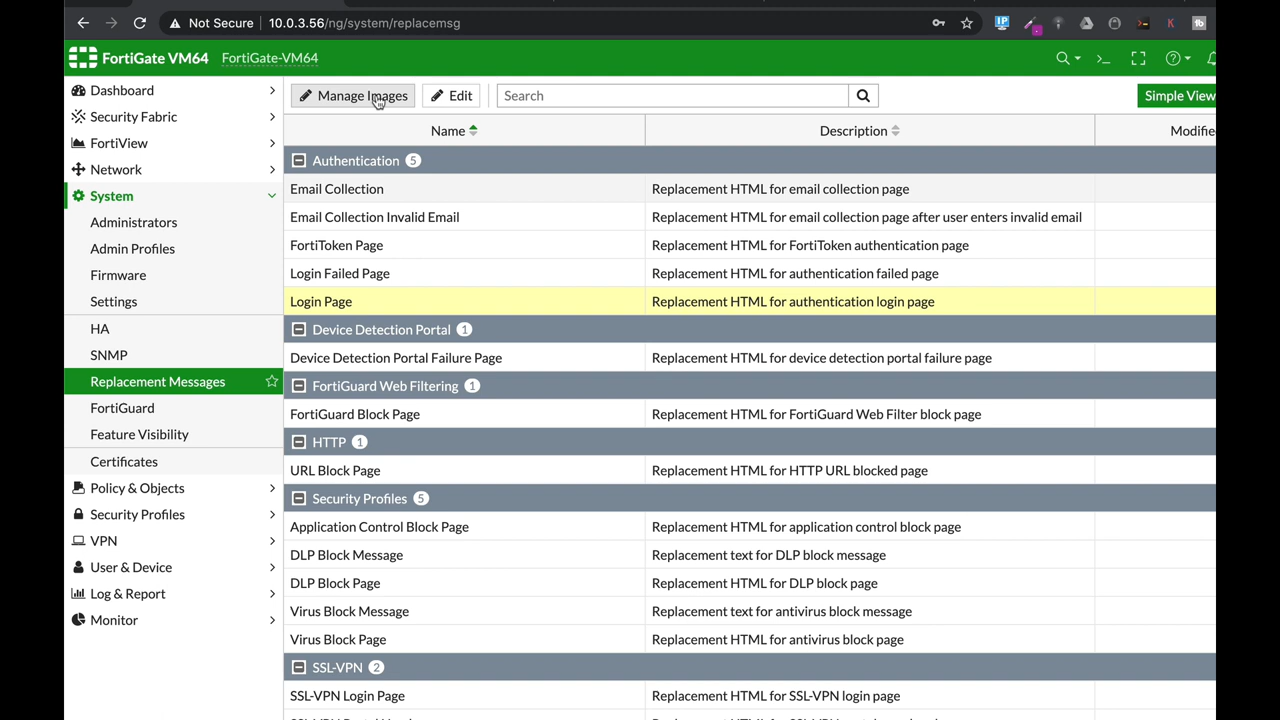 Not Secure 10.0.3.56/ng/system/replacemsg
IP
K
FortiGate VM64 FortiGate-VM64
Dashboard
Security Fabric
FortiView
Network
System
Administrators
Admin Profiles
Firmware
Settings
HA
SNMP
Replacement Messages
FortiGuard
Feature Visibility
Certificates
Policy & Objects
Security Profiles
VPN
User & Device
Log & Report
Monitor
Manage Images Edit Search Simple View
Name Description Modifie
Authentication 5
Email Collection Replacement HTML for email collection page
Email Collection Invalid Email Replacement HTML for email collection page after user enters invalid email
FortiToken Page Replacement HTML for FortiToken authentication page
Login Failed Page Replacement HTML for authentication failed page
Login Page Replacement HTML for authentication login page
Device Detection Portal 1
Device Detection Portal Failure Page Replacement HTML for device detection portal failure page
FortiGuard Web Filtering 1
FortiGuard Block Page Replacement HTML for FortiGuard Web Filter block page
HTTP 1
URL Block Page Replacement HTML for HTTP URL blocked page
Security Profiles 5
Application Control Block Page Replacement HTML for application control block page
DLP Block Message Replacement text for DLP block message
DLP Block Page Replacement HTML for DLP block page
Virus Block Message Replacement text for antivirus block message
Virus Block Page Replacement HTML for antivirus block page
SSL-VPN 2
SSL-VPN Login Page Replacement HTML for SSL-VPN login page